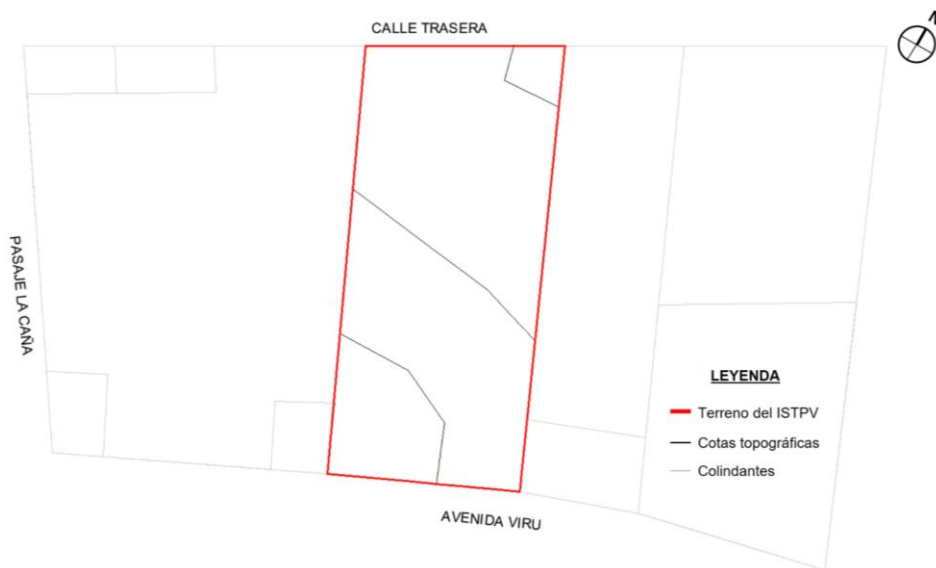 CALLE TRASERA
N
PASAJE LA CAÑA
LEYENDA
Terreno del ISTPV
Cotas topográficas
Colindantes
AVENIDA VIRU